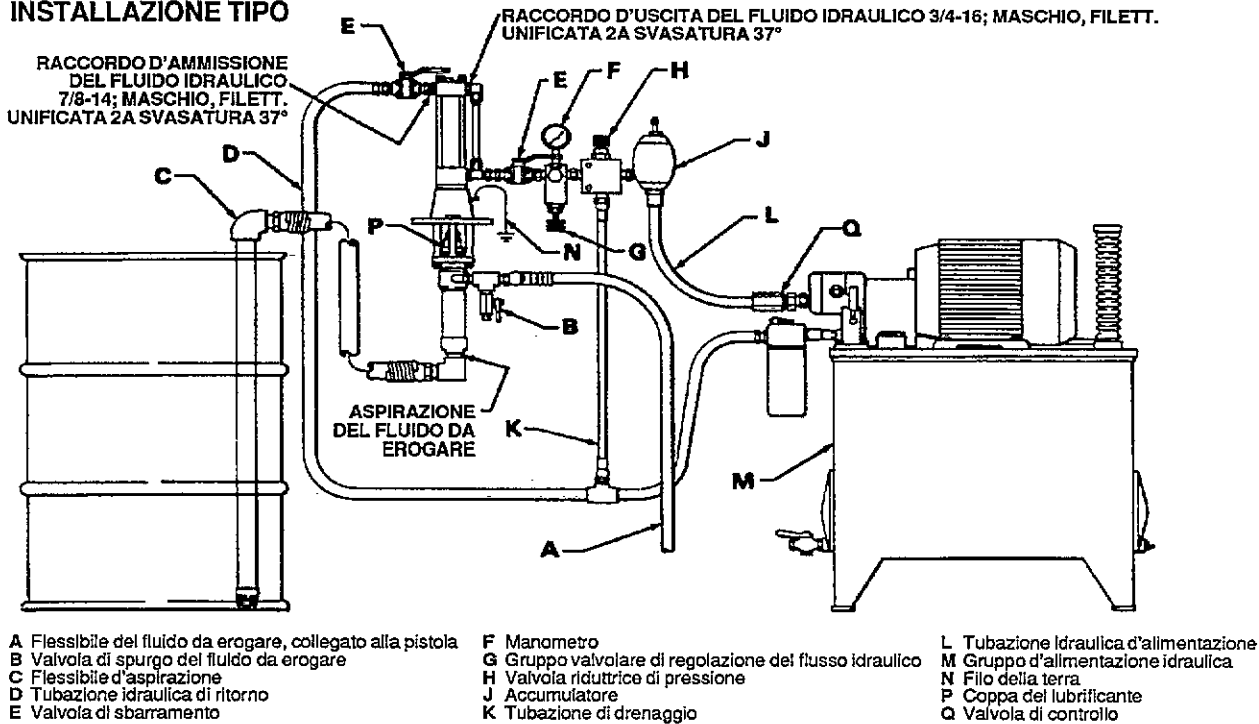 INSTALLAZIONE TIPO
RACCORDO D'USCITA DEL FLUIDO IDRAULICO 3/4-16; MASCHIO, FILETT.
UNIFICATA 2A SVASATURA 37°
RACCORDO D'AMMISSIONE
DEL FLUIDO IDRAULICO
7/8-14; MASCHIO, FILETT.
UNIFICATA 2A SVASATURA 37°
E
F
H
E
J
D
C
L
P
N
G
Q
B
ASPIRAZIONE
DEL FLUIDO DA
EROGARE
K
M
A
A Flessibile del fluido da erogare, collegato alla pistola
B Valvola di spurgo del fluido da erogare
C Flessibile d'aspirazione
D Tubazione idraulica di ritorno
E Valvola di sbarramento
F Manometro
G Gruppo valvolare di regolazione del flusso idraulico
H Valvola riduttrice di pressione
J Accumulatore
K Tubazione di drenaggio
L Tubazione idraulica d'alimentazione
M Gruppo d'alimentazione idraulica
N Filo della terra
P Coppa del lubrificante
Q Valvola di controllo